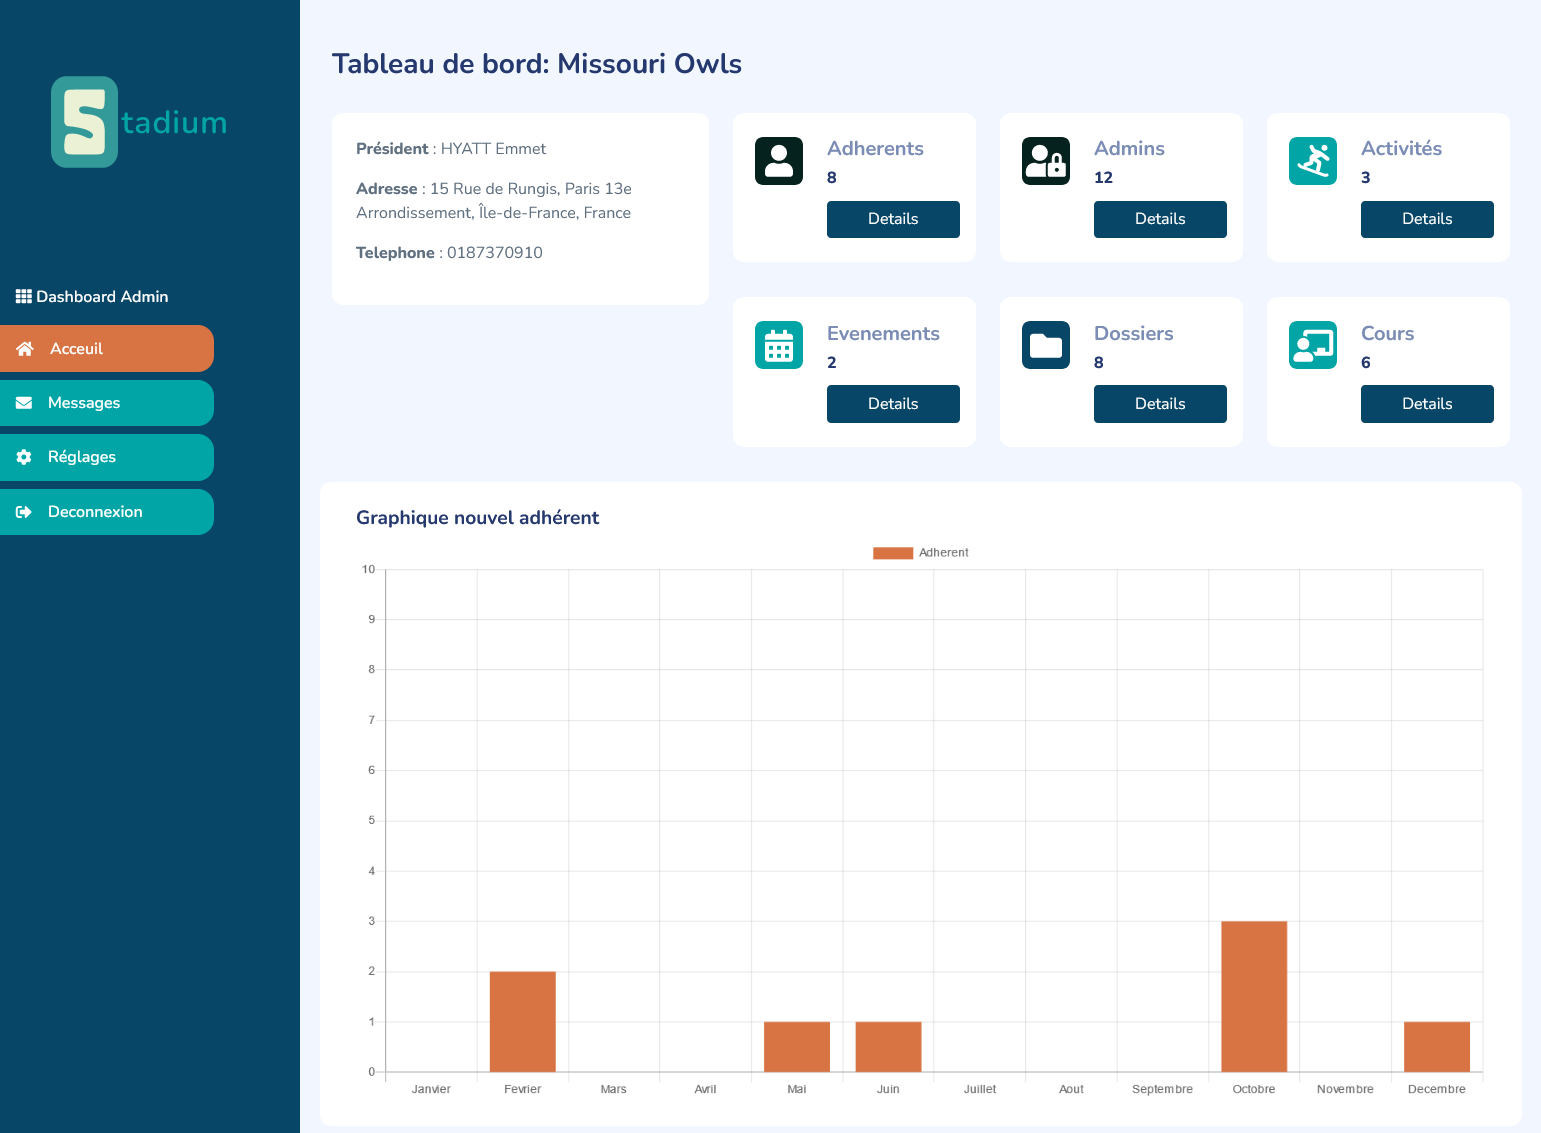 Stadium
Dashboard Admin
Acceuil
Messages
Réglages
Deconnexion
Tableau de bord: Missouri Owls
Président : HYATT Emmet
Adresse : 15 Rue de Rungis, Paris 13e
Arrondissement, Île-de-France, France
Telephone : 0187370910
Adherents
8
Details
Admins
12
Details
Activités
3
Details
Evenements
2
Details
Dossiers
8
Details
Cours
6
Details
Graphique nouvel adhérent
Adherent
10
9
8
7
6
5
4
3
2
1
0
Janvier Fevrier Mars Avril Mai Juin Juillet Aout Septembre Octobre Novembre Decembre